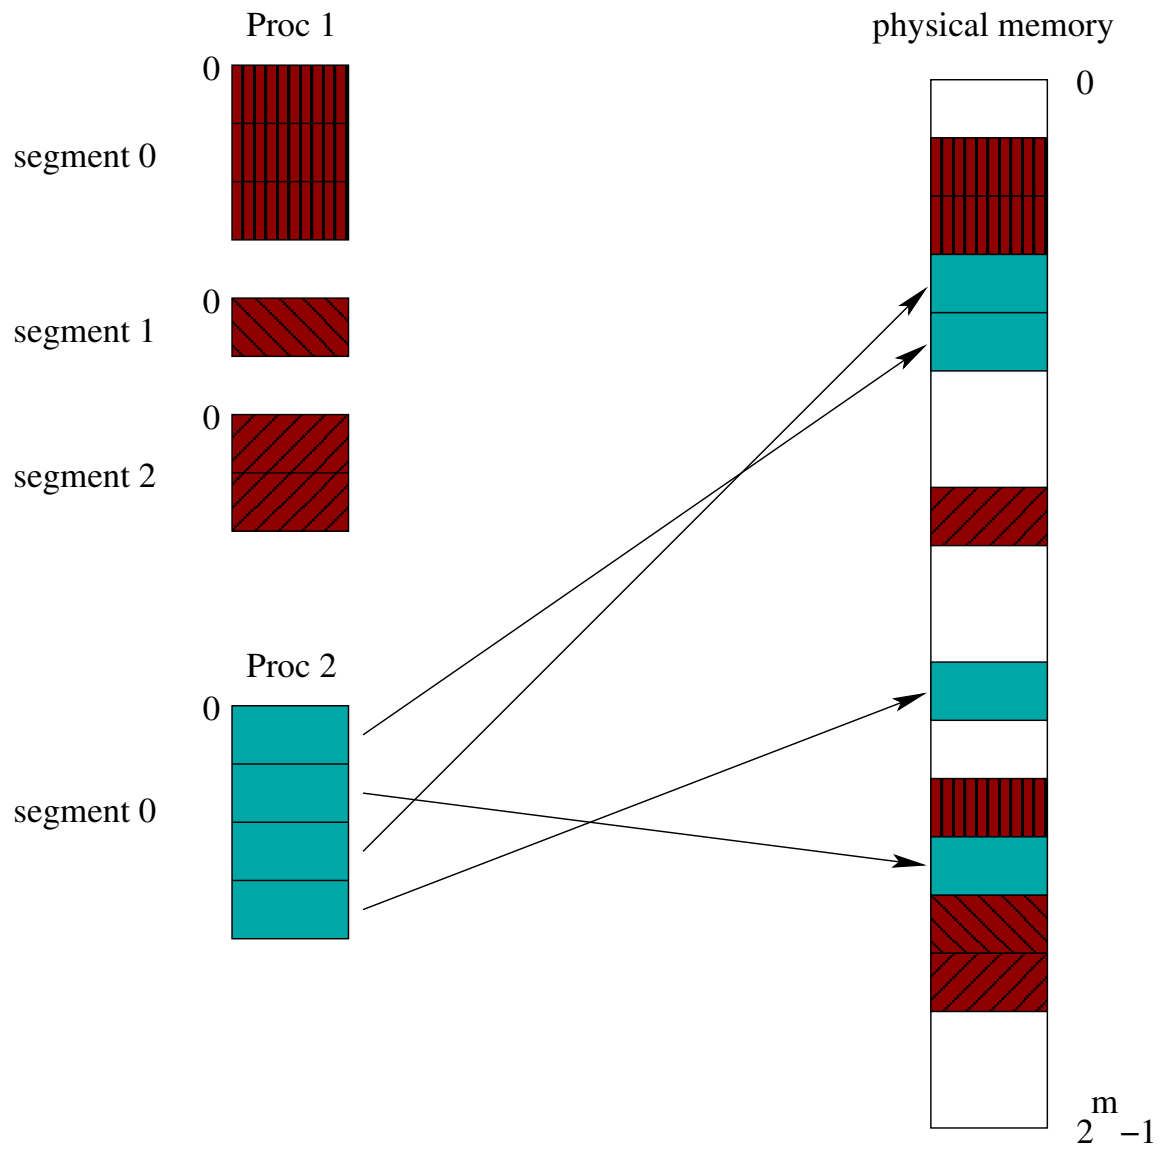 Proc 1
physical memory
0
0
segment 0
0
segment 1
0
segment 2
Proc 2
0
segment 0
2^m −1